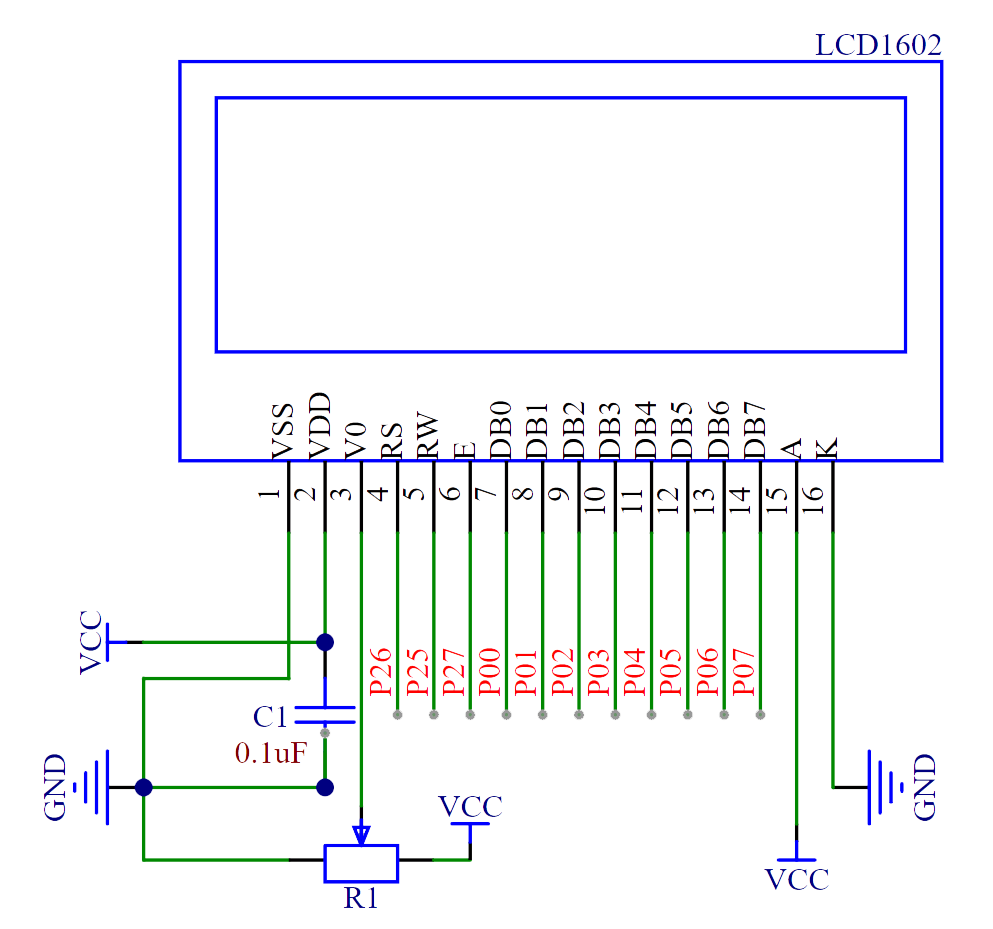 LCD1602
VSS
VDD
V0
RS
RW
E
DB0
DB1
DB2
DB3
DB4
DB5
DB6
DB7
A
K
1
2
3
4
5
6
7
8
9
10
11
12
13
14
15
16
VCC
P26
P25
P27
P00
P01
P02
P03
P04
P05
P06
P07
C1
0.1uF
GND
VCC
GND
VCC
R1